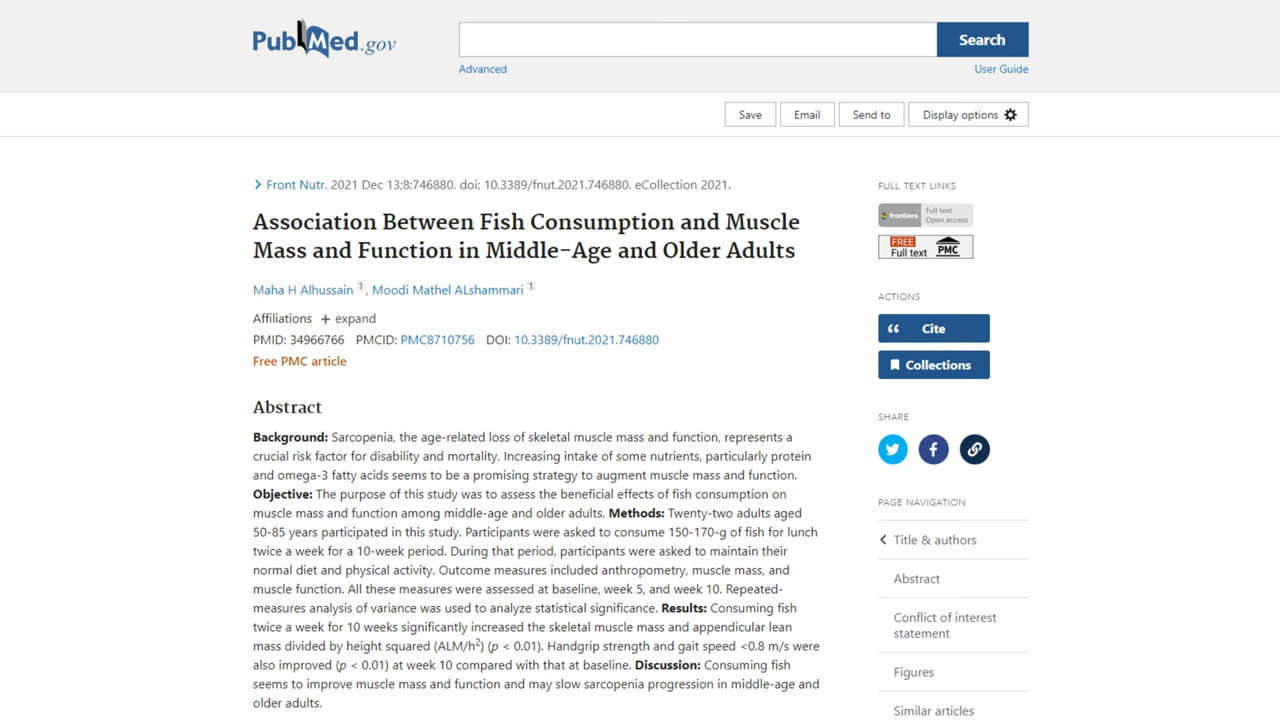 PubMed.gov
Search
Advanced
User Guide
Save
Email
Send to
Display options
Front Nutr. 2021 Dec 13;8:746880. doi: 10.3389/fnut.2021.746880. eCollection 2021.
Association Between Fish Consumption and Muscle
Mass and Function in Middle-Age and Older Adults
Maha H Alhussain 1, Moodi Mathel ALshammari 1
Affiliations + expand
PMID: 34966766 PMCID: PMC8710756 DOI: 10.3389/fnut.2021.746880
Free PMC article
Abstract
Background: Sarcopenia, the age-related loss of skeletal muscle mass and function, represents a
crucial risk factor for disability and mortality. Increasing intake of some nutrients, particularly protein
and omega-3 fatty acids seems to be a promising strategy to augment muscle mass and function.
Objective: The purpose of this study was to assess the beneficial effects of fish consumption on
muscle mass and function among middle-age and older adults. Methods: Twenty-two adults aged
50-85 years participated in this study. Participants were asked to consume 150-170-g of fish for lunch
twice a week for a 10-week period. During that period, participants were asked to maintain their
normal diet and physical activity. Outcome measures included anthropometry, muscle mass, and
muscle function. All these measures were assessed at baseline, week 5, and week 10. Repeated-
measures analysis of variance was used to analyze statistical significance. Results: Consuming fish
twice a week for 10 weeks significantly increased the skeletal muscle mass and appendicular lean
mass divided by height squared (ALM/h2) (p < 0.01). Handgrip strength and gait speed <0.8 m/s were
also improved (p < 0.01) at week 10 compared with that at baseline. Discussion: Consuming fish
seems to improve muscle mass and function and may slow sarcopenia progression in middle-age and
older adults.
FULL TEXT LINKS
frontiers
Full text
Open access
FREE
Full text
PMC
ACTIONS
Cite
Collections
SHARE
PAGE NAVIGATION
Title & authors
Abstract
Conflict of interest
statement
Figures
Similar articles